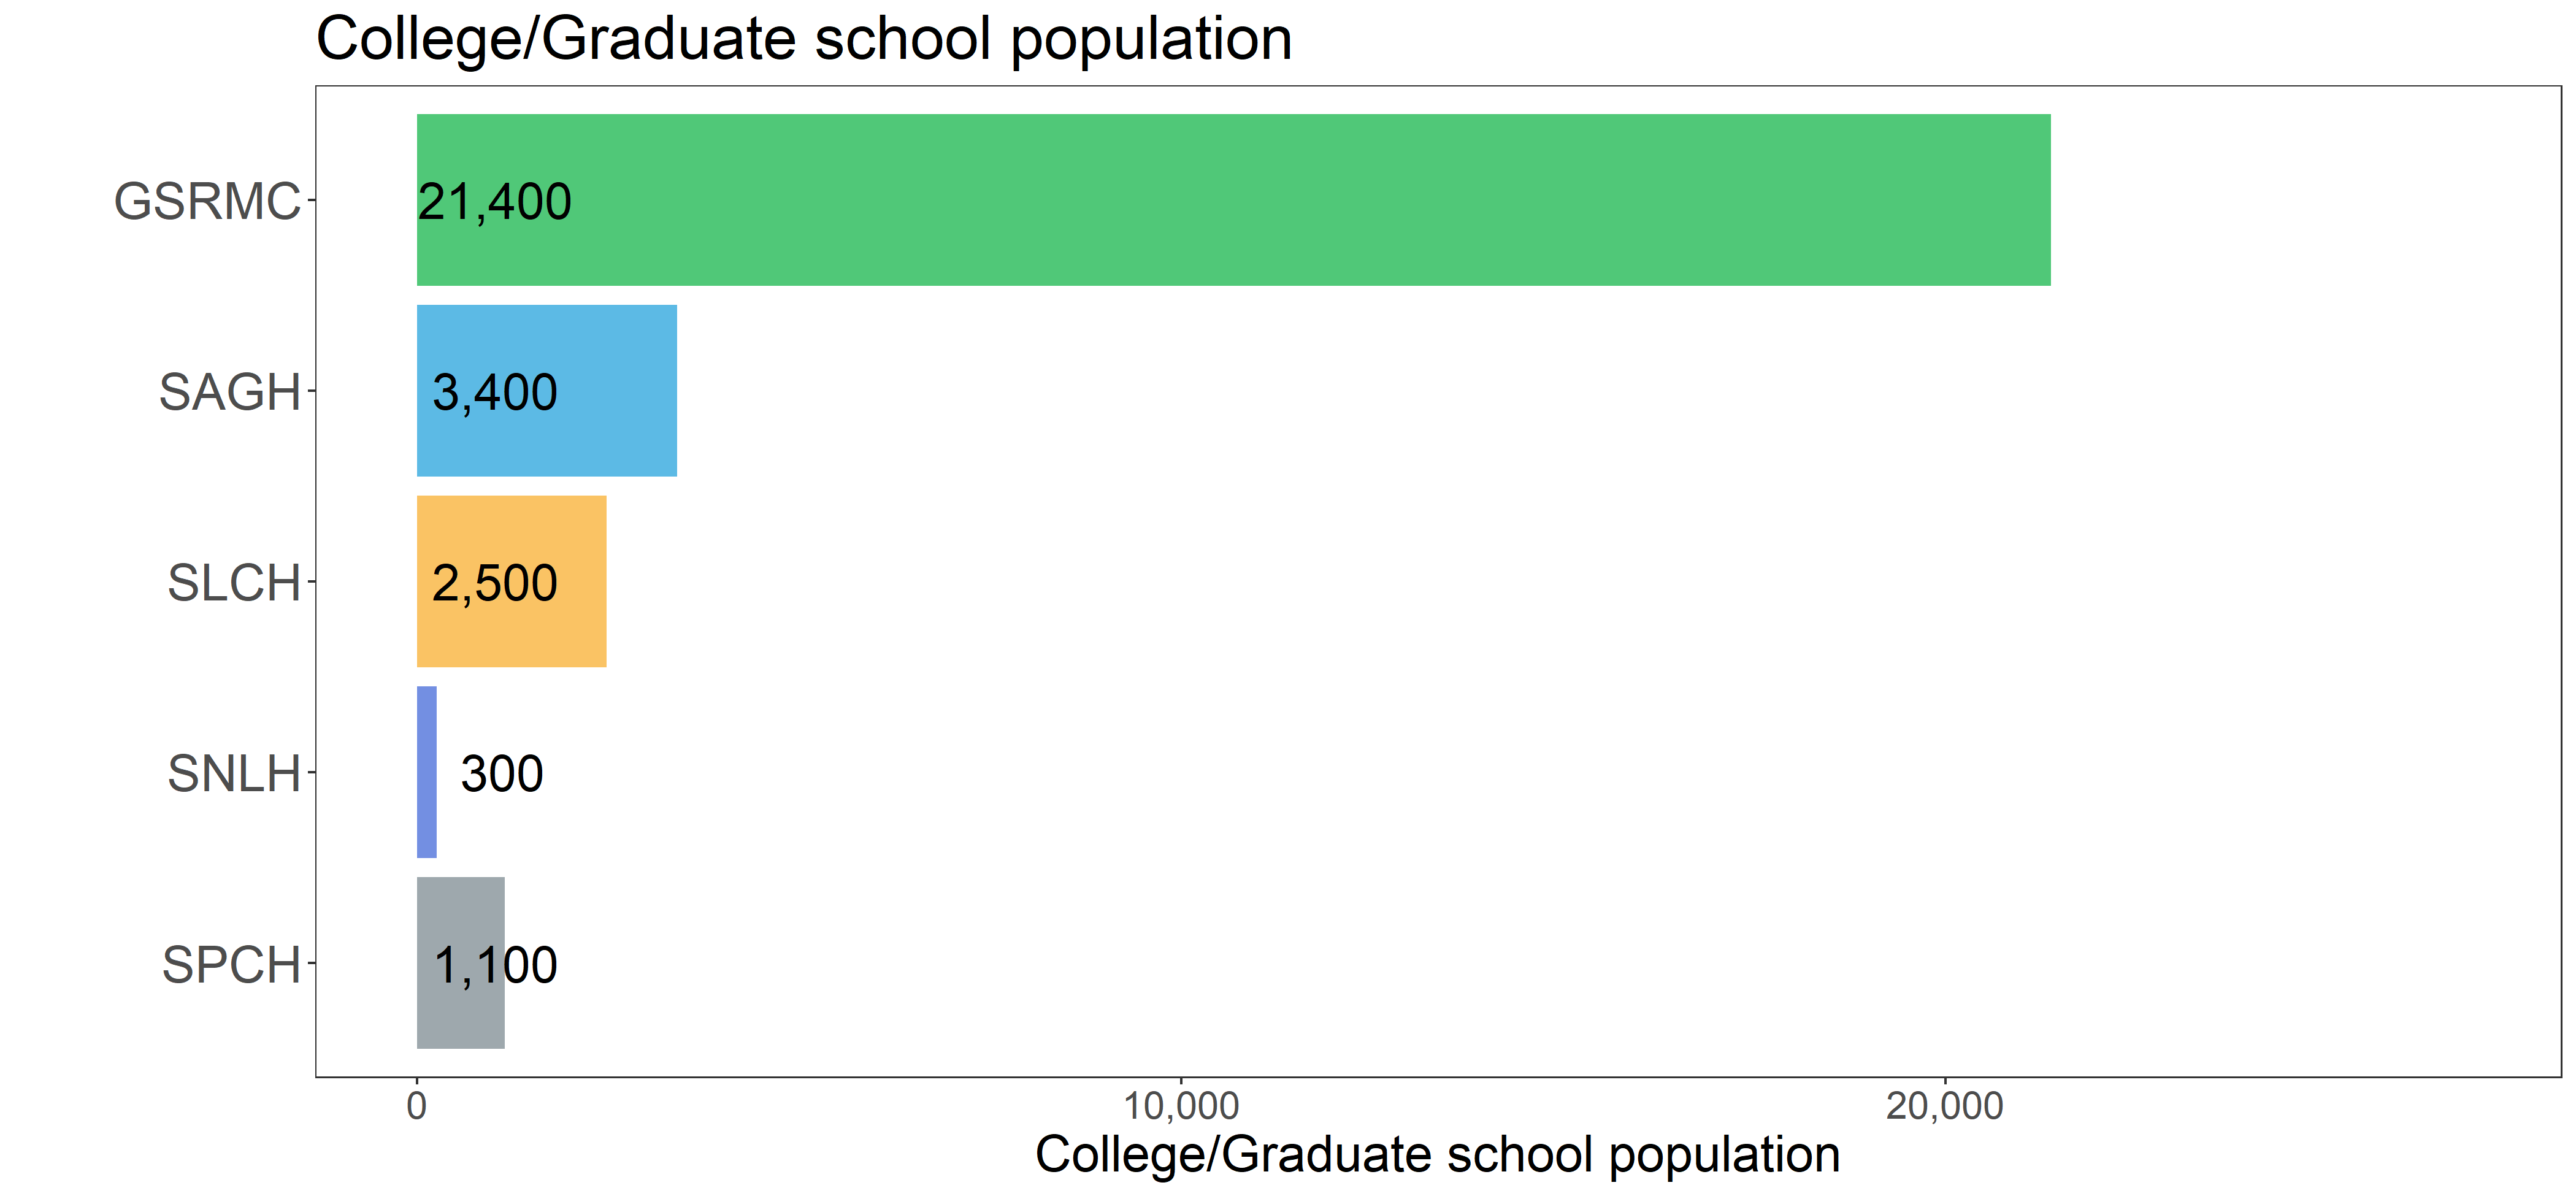 College/Graduate school population
GSRMC 21,400
SAGH 3,400
SLCH 2,500
SNLH 300
SPCH 1,100
0 10,000 20,000
College/Graduate school population